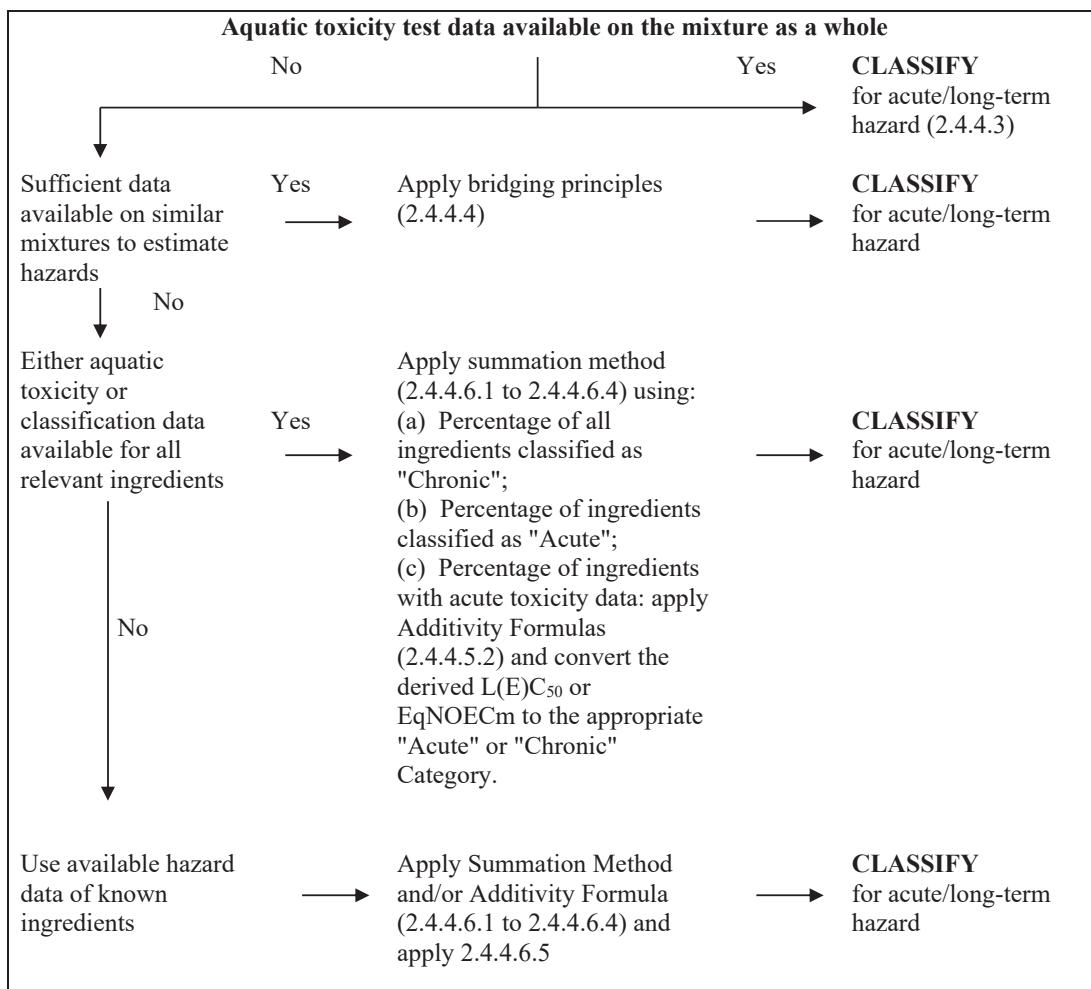 Aquatic toxicity test data available on the mixture as a whole
No
Yes
CLASSIFY
for acute/long-term
hazard (2.4.4.3)
Sufficient data
available on similar
mixtures to estimate
hazards
Yes
Apply bridging principles
(2.4.4.4)
CLASSIFY
for acute/long-term
hazard
No
Either aquatic
toxicity or
classification data
available for all
relevant ingredients
Yes
Apply summation method
(2.4.4.6.1 to 2.4.4.6.4) using:
(a) Percentage of all
ingredients classified as
"Chronic";
(b) Percentage of ingredients
classified as "Acute";
(c) Percentage of ingredients
with acute toxicity data: apply
Additivity Formulas
(2.4.4.5.2) and convert the
derived L(E)C₅₀ or
EqNOECm to the appropriate
"Acute" or "Chronic"
Category.
CLASSIFY
for acute/long-term
hazard
No
Use available hazard
data of known
ingredients
Apply Summation Method
and/or Additivity Formula
(2.4.4.6.1 to 2.4.4.6.4) and
apply 2.4.4.6.5
CLASSIFY
for acute/long-term
hazard